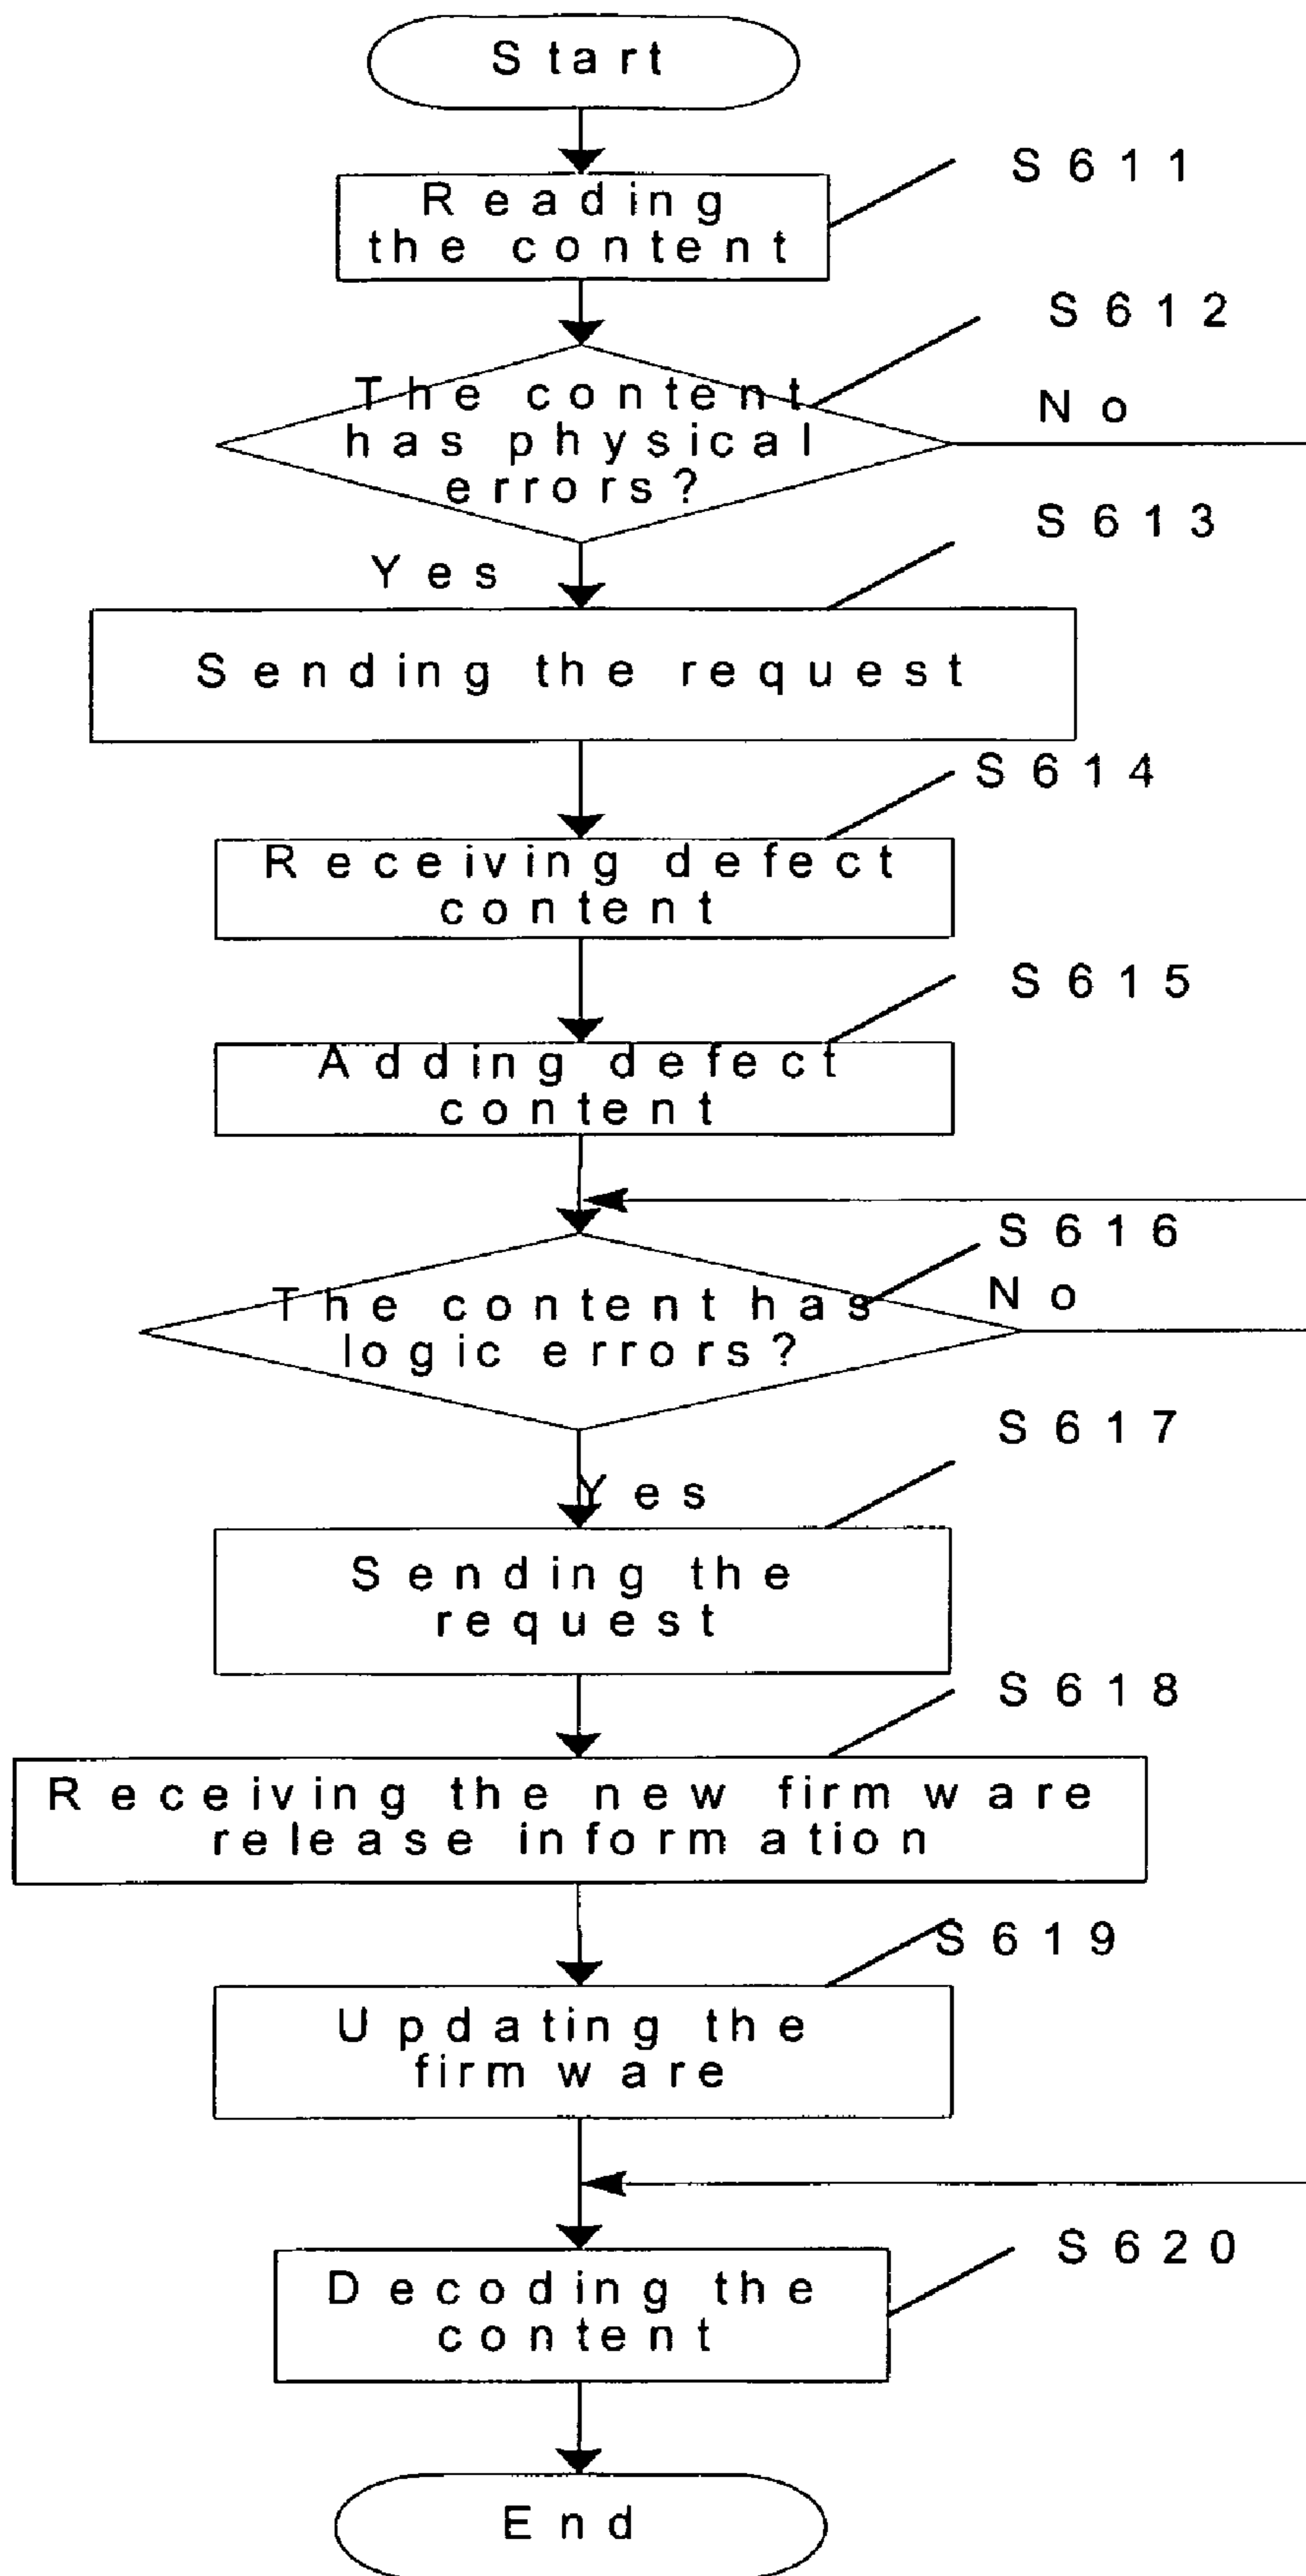 Start
S611
Reading
the content
S612
The content
has physical
errors?
No
Yes
S613
Sending the request
S614
Receiving defect
content
S615
Adding defect
content
S616
The content has
logic errors?
No
Yes
S617
Sending the
request
S618
Receiving the new firmware
release information
S619
Updating the
firmware
S620
Decoding the
content
End